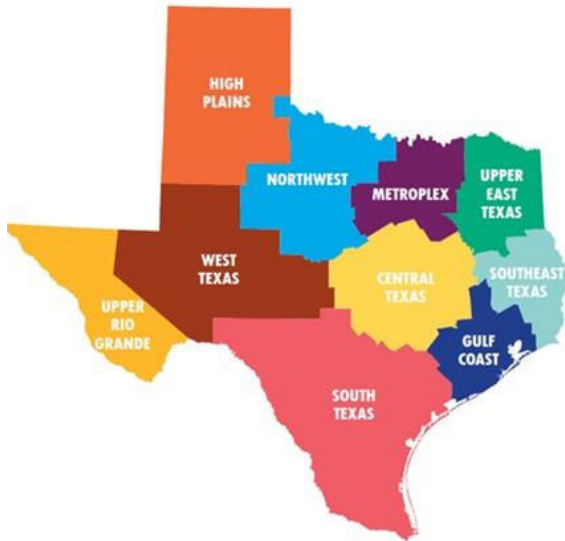 HIGH
PLAINS
NORTHWEST
METROPLEX
UPPER
EAST
TEXAS
WEST
TEXAS
CENTRAL
TEXAS
SOUTHEAST
TEXAS
UPPER
RIO
GRANDE
GULF
COAST
SOUTH
TEXAS